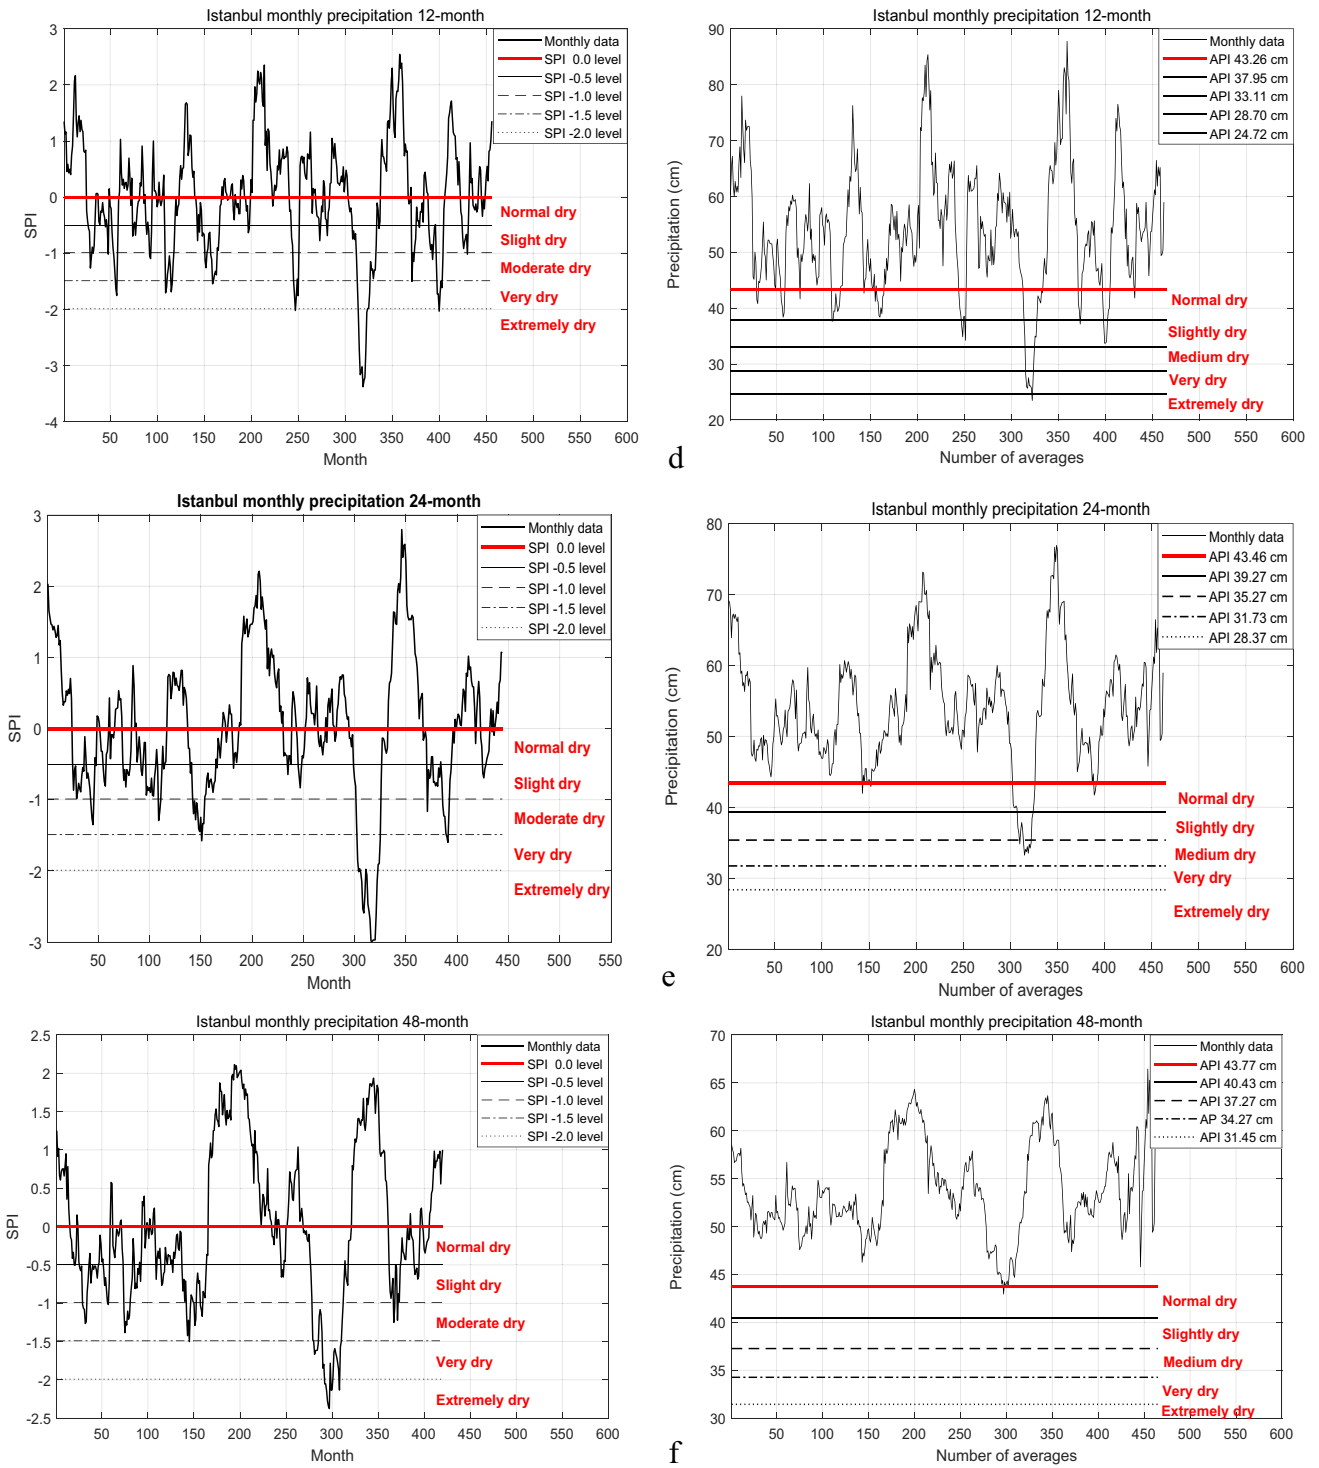 Istanbul monthly precipitation 12-month
3
2
1
0
-1
-2
-3
-4
SPI
50 100 150 200 250 300 350 400 450 500 550 600
Month
Monthly data
SPI 0.0 level
SPI -0.5 level
SPI -1.0 level
SPI -1.5 level
SPI -2.0 level
Normal dry
Slight dry
Moderate dry
Very dry
Extremely dry
d
Istanbul monthly precipitation 12-month
90
80
70
60
50
40
30
20
Precipitation (cm)
50 100 150 200 250 300 350 400 450 500 550 600
Number of averages
Monthly data
API 43.26 cm
API 37.95 cm
API 33.11 cm
API 28.70 cm
API 24.72 cm
Normal dry
Slightly dry
Medium dry
Very dry
Extremely dry
Istanbul monthly precipitation 24-month
3
2
1
0
-1
-2
-3
SPI
50 100 150 200 250 300 350 400 450 500 550
Month
Monthly data
SPI 0.0 level
SPI -0.5 level
SPI -1.0 level
SPI -1.5 level
SPI -2.0 level
Normal dry
Slight dry
Moderate dry
Very dry
Extremely dry
e
Istanbul monthly precipitation 24-month
80
70
60
50
40
30
20
Precipitation (cm)
50 100 150 200 250 300 350 400 450 500 550 600
Number of averages
Monthly data
API 43.46 cm
API 39.27 cm
API 35.27 cm
API 31.73 cm
API 28.37 cm
Normal dry
Slightly dry
Medium dry
Very dry
Extremely dry
Istanbul monthly precipitation 48-month
2.5
2
1.5
1
0.5
0
-0.5
-1
-1.5
-2
-2.5
SPI
50 100 150 200 250 300 350 400 450 500 550 600
Month
Monthly data
SPI 0.0 level
SPI -0.5 level
SPI -1.0 level
SPI -1.5 level
SPI -2.0 level
Normal dry
Slight dry
Moderate dry
Very dry
Extremely dry
f
Istanbul monthly precipitation 48-month
70
65
60
55
50
45
40
35
30
Precipitation (cm)
50 100 150 200 250 300 350 400 450 500 550 600
Number of averages
Monthly data
API 43.77 cm
API 40.43 cm
API 37.27 cm
AP 34.27 cm
API 31.45 cm
Normal dry
Slightly dry
Medium dry
Very dry
Extremely dry